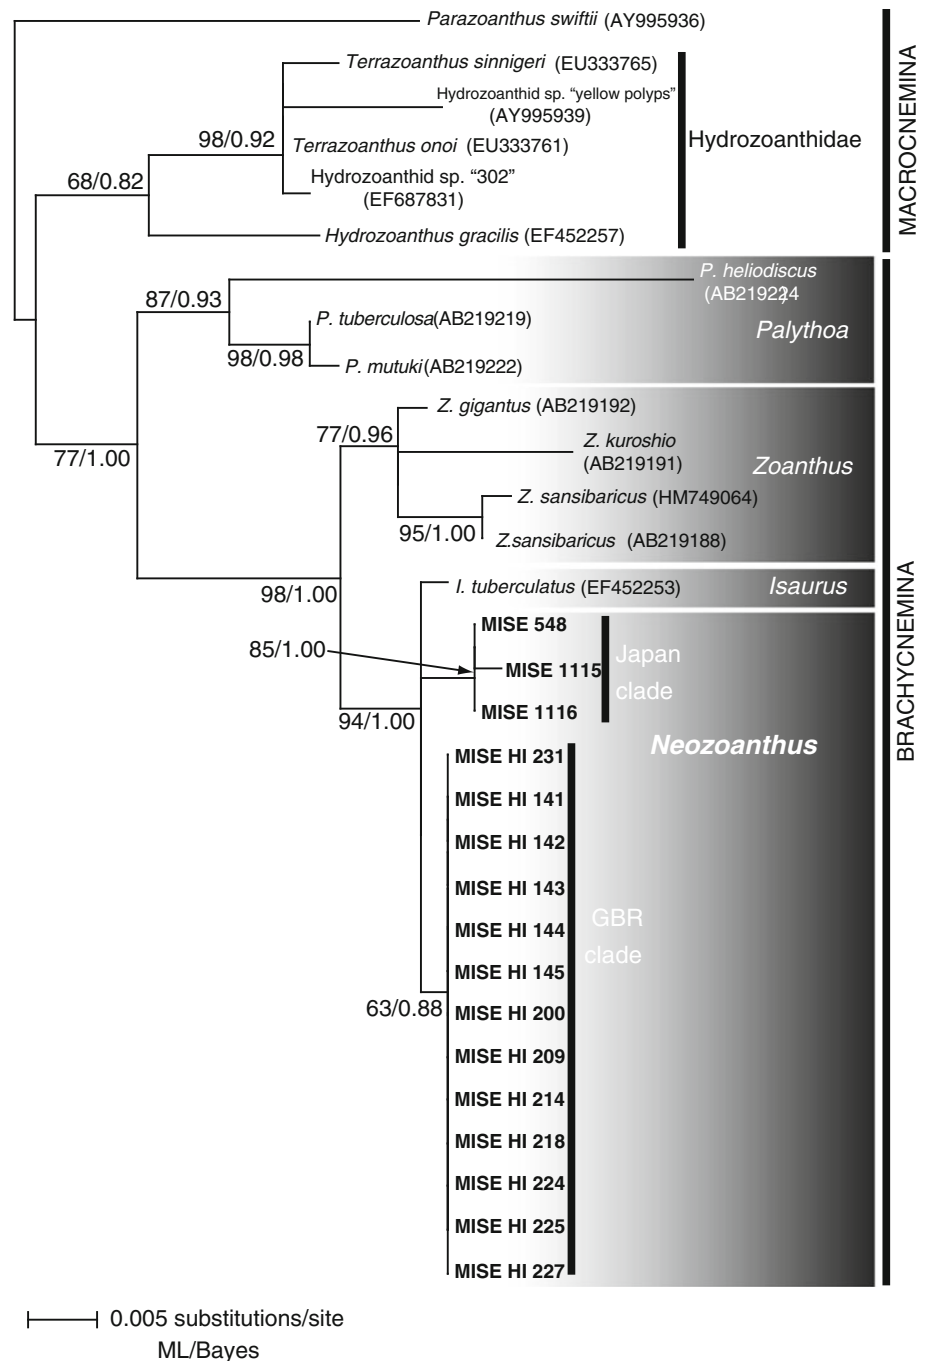 Parazoanthus swiftii (AY995936)
Terrazoanthus sinnigeri (EU333765)
Hydrozoanthid sp. “yellow polyps”
(AY995939)
98/0.92
Terrazoanthus onoi (EU333761)
Hydrozoanthidae
Hydrozoanthid sp. “302”
(EF687831)
68/0.82
Hydrozoanthus gracilis (EF452257)
MACROCNEMINA
P. heliodiscus
(AB219224
87/0.93
P. tuberculosa(AB219219)
Palythoa
98/0.98
P. mutuki(AB219222)
Z. gigantus (AB219192)
77/0.96
Z. kuroshio
(AB219191)
77/1.00
Zoanthus
Z. sansibaricus (HM749064)
95/1.00
Z.sansibaricus (AB219188)
98/1.00
I. tuberculatus (EF452253)
Isaurus
BRACHYCNEMINA
MISE 548
85/1.00
MISE 1115
Japan
clade
MISE 1116
94/1.00
Neozoanthus
MISE HI 231
MISE HI 141
MISE HI 142
MISE HI 143
MISE HI 144
GBR
clade
MISE HI 145
63/0.88
MISE HI 200
MISE HI 209
MISE HI 214
MISE HI 218
MISE HI 224
MISE HI 225
MISE HI 227
0.005 substitutions/site
ML/Bayes